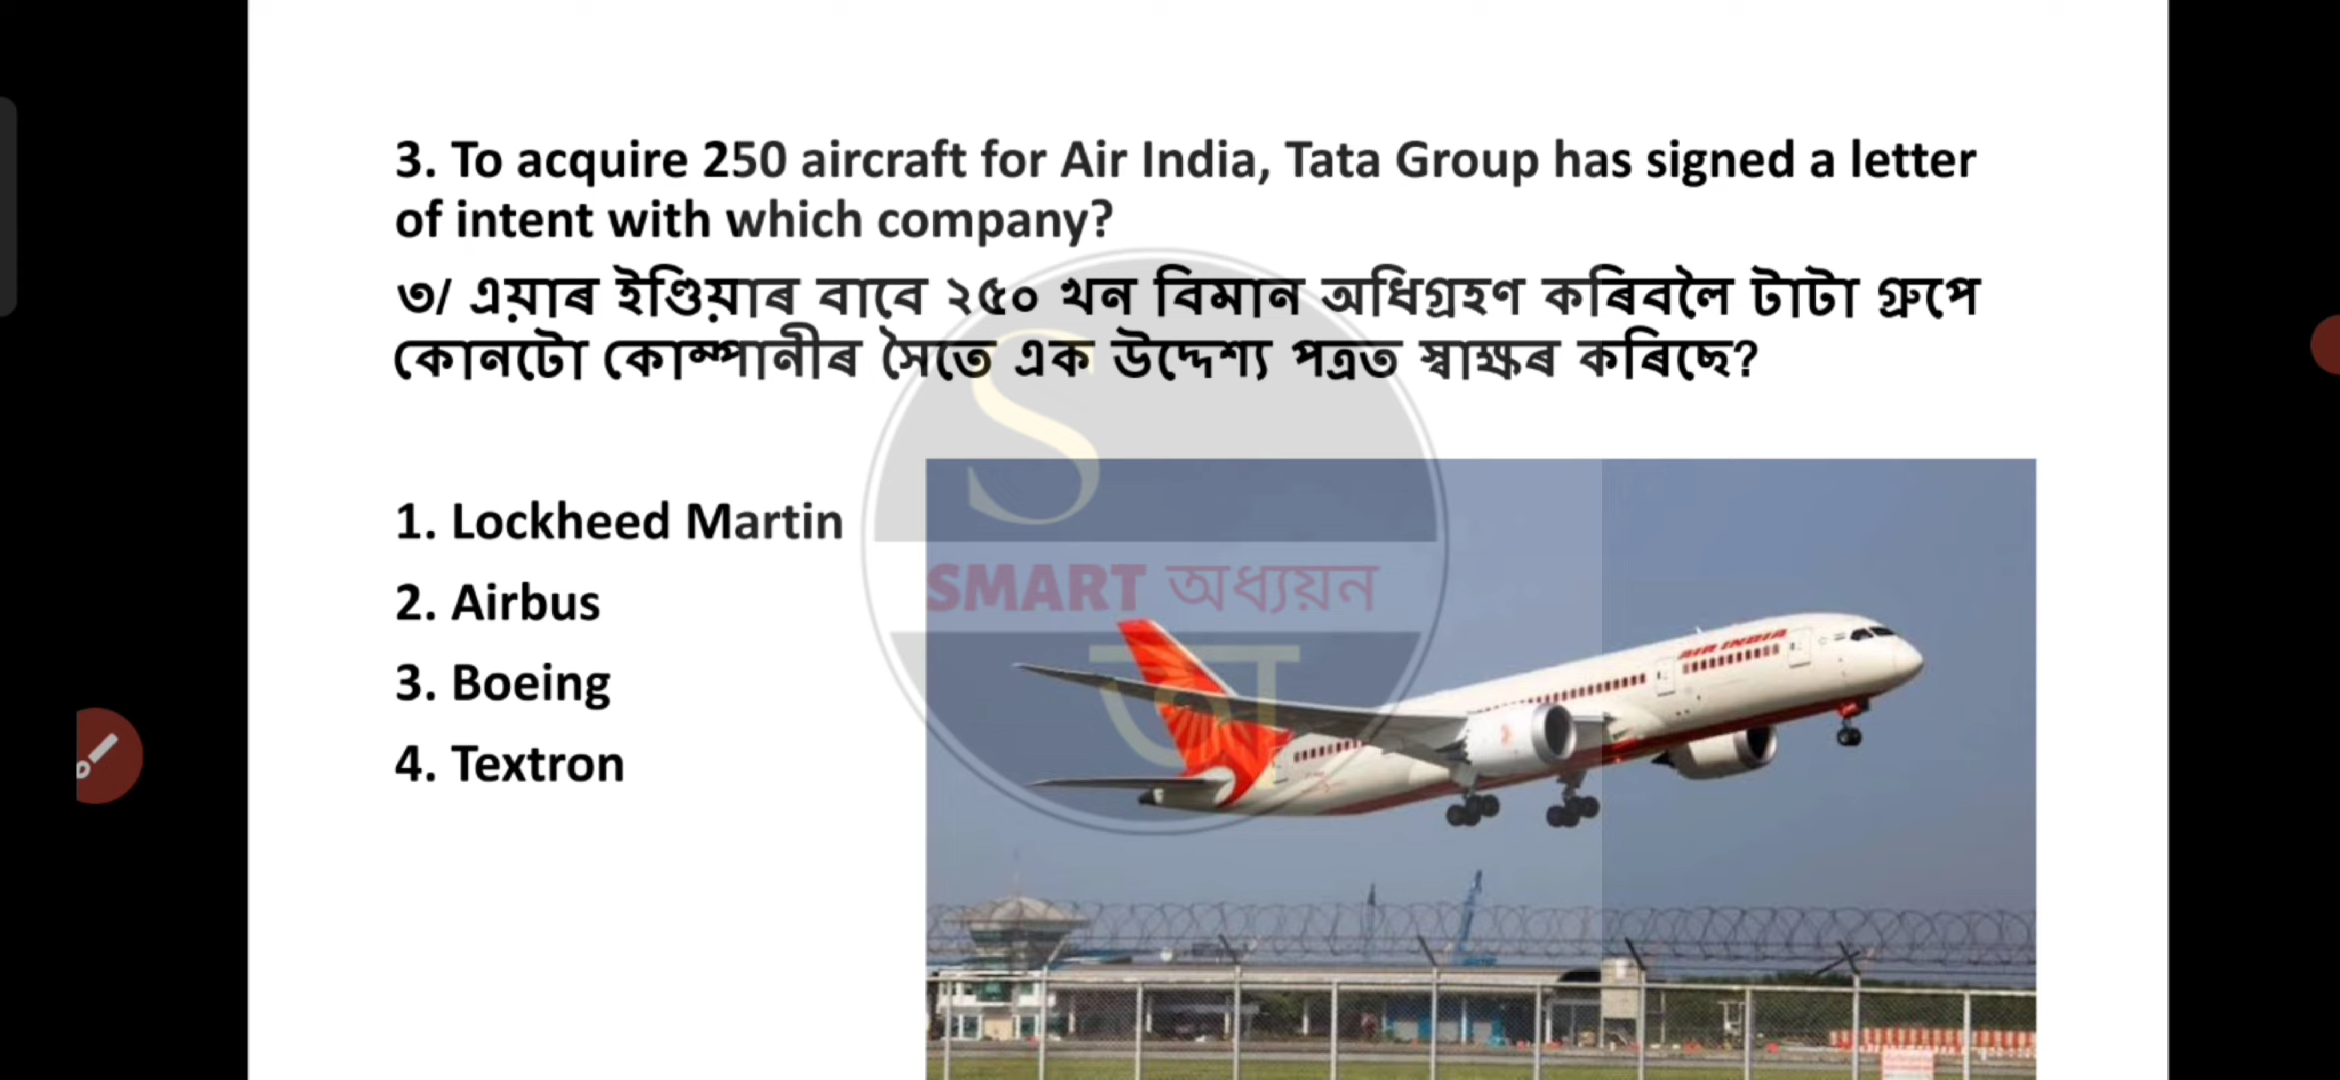 3. To acquire 250 aircraft for Air India, Tata Group has signed a letter
of intent with which company?
৩/ এয়াৰ ইণ্ডিয়াৰ বাবে ২৫০ খন বিমান অধিগ্ৰহণ কৰিবলৈ টাটা গ্ৰুপে
কোনটো কোম্পানীৰ সৈতে এক উদ্দেশ্য পত্ৰত স্বাক্ষৰ কৰিছে?
1. Lockheed Martin
2. Airbus
3. Boeing
4. Textron
S
SMART অধ্যয়ন
অ
AIR INDIA